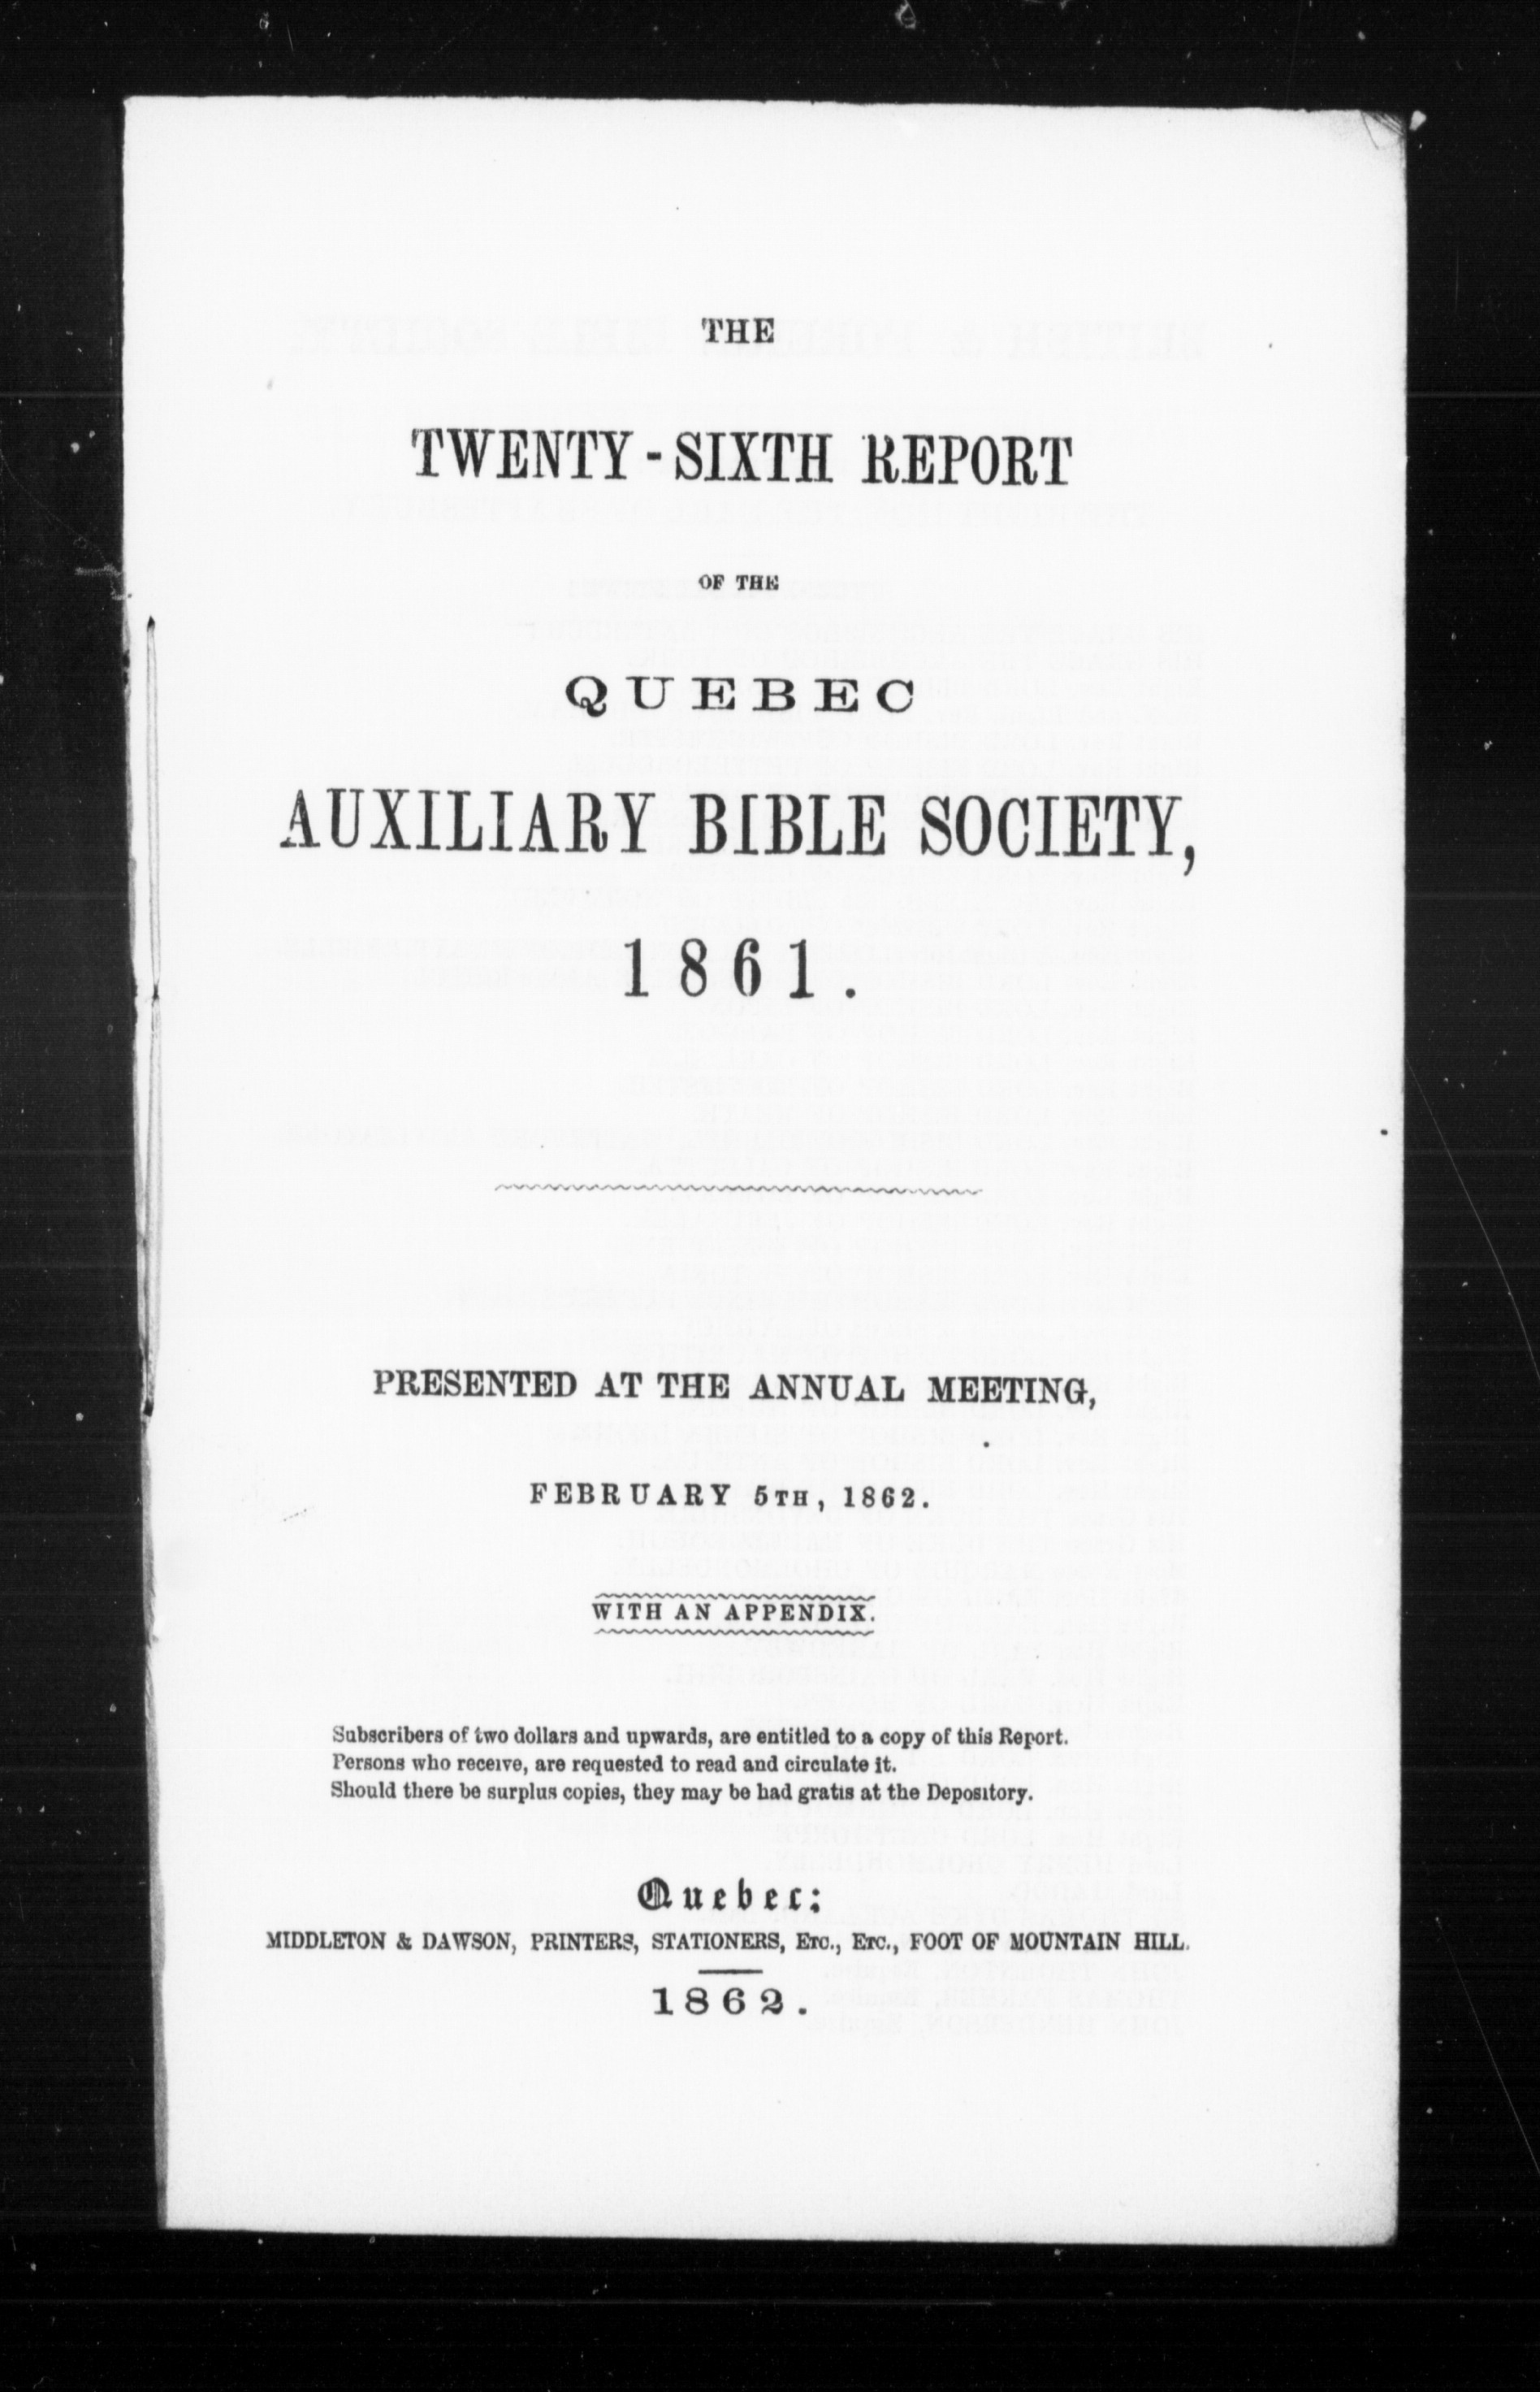 THE
TWENTY-SIXTH REPORT
OF THE
QUEBEC
AUXILIARY BIBLE SOCIETY,
1861.
PRESENTED AT THE ANNUAL MEETING,
FEBRUARY 5TH, 1862.
WITH AN APPENDIX.
Subscribers of two dollars and upwards, are entitled to a copy of this Report.
Persons who receive, are requested to read and circulate it.
Should there be surplus copies, they may be had gratis at the Depository.
Quebec:
MIDDLETON & DAWSON, PRINTERS, STATIONERS, ETC., ETC., FOOT OF MOUNTAIN HILL.
1862.